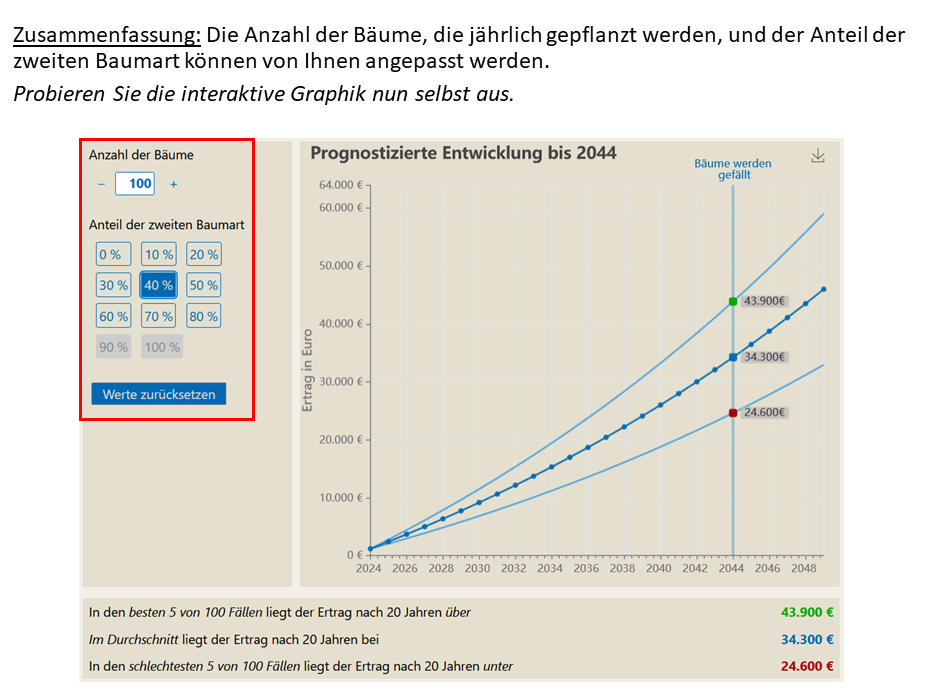 Zusammenfassung: Die Anzahl der Bäume, die jährlich gepflanzt werden, und der Anteil der
zweiten Baumart können von Ihnen angepasst werden.
Probieren Sie die interaktive Graphik nun selbst aus.
Anzahl der Bäume
− 100 +
Anteil der zweiten Baumart
0 % 10 % 20 %
30 % 40 % 50 %
60 % 70 % 80 %
90 % 100 %
Werte zurücksetzen
Prognostizierte Entwicklung bis 2044
Bäume werden
gefällt
64.000 €
60.000 €
50.000 €
40.000 €
30.000 €
20.000 €
10.000 €
0 €
Ertrag in Euro
43.900€
34.300€
24.600€
2024 2026 2028 2030 2032 2034 2036 2038 2040 2042 2044 2046 2048
In den besten 5 von 100 Fällen liegt der Ertrag nach 20 Jahren über 43.900 €
Im Durchschnitt liegt der Ertrag nach 20 Jahren bei 34.300 €
In den schlechtesten 5 von 100 Fällen liegt der Ertrag nach 20 Jahren unter 24.600 €